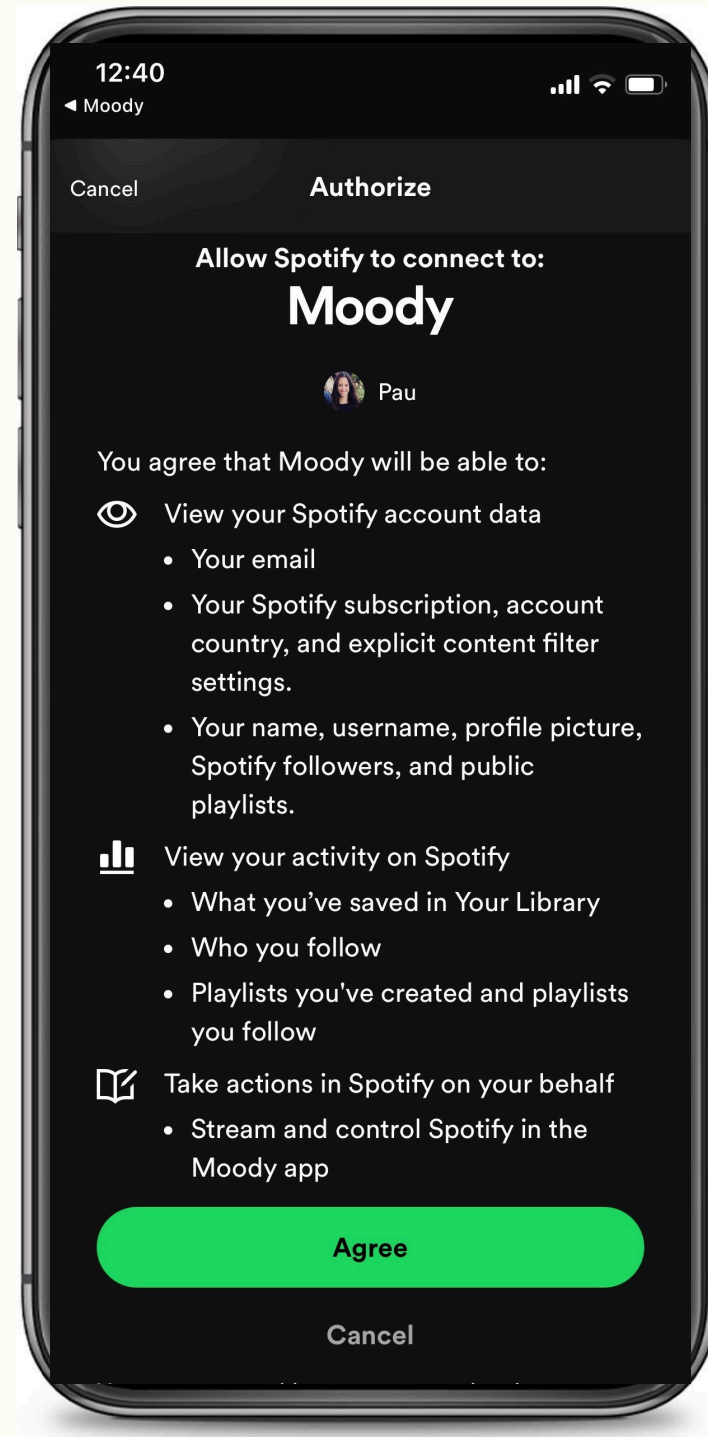 12:40
◀ Moody
Cancel
Authorize
Allow Spotify to connect to:
Moody
Pau
You agree that Moody will be able to:
View your Spotify account data
• Your email
• Your Spotify subscription, account
country, and explicit content filter
settings.
• Your name, username, profile picture,
Spotify followers, and public
playlists.
View your activity on Spotify
• What you’ve saved in Your Library
• Who you follow
• Playlists you've created and playlists
you follow
Take actions in Spotify on your behalf
• Stream and control Spotify in the
Moody app
Agree
Cancel